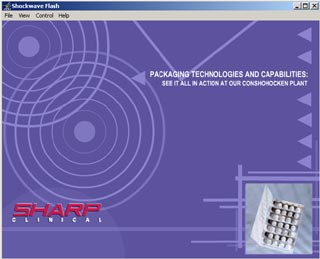 Shockwave Flash
File View Control Help
PACKAGING TECHNOLOGIES AND CAPABILITIES:
SEE IT ALL IN ACTION AT OUR CONSHOHOCKEN PLANT
SHARP
CLINICAL